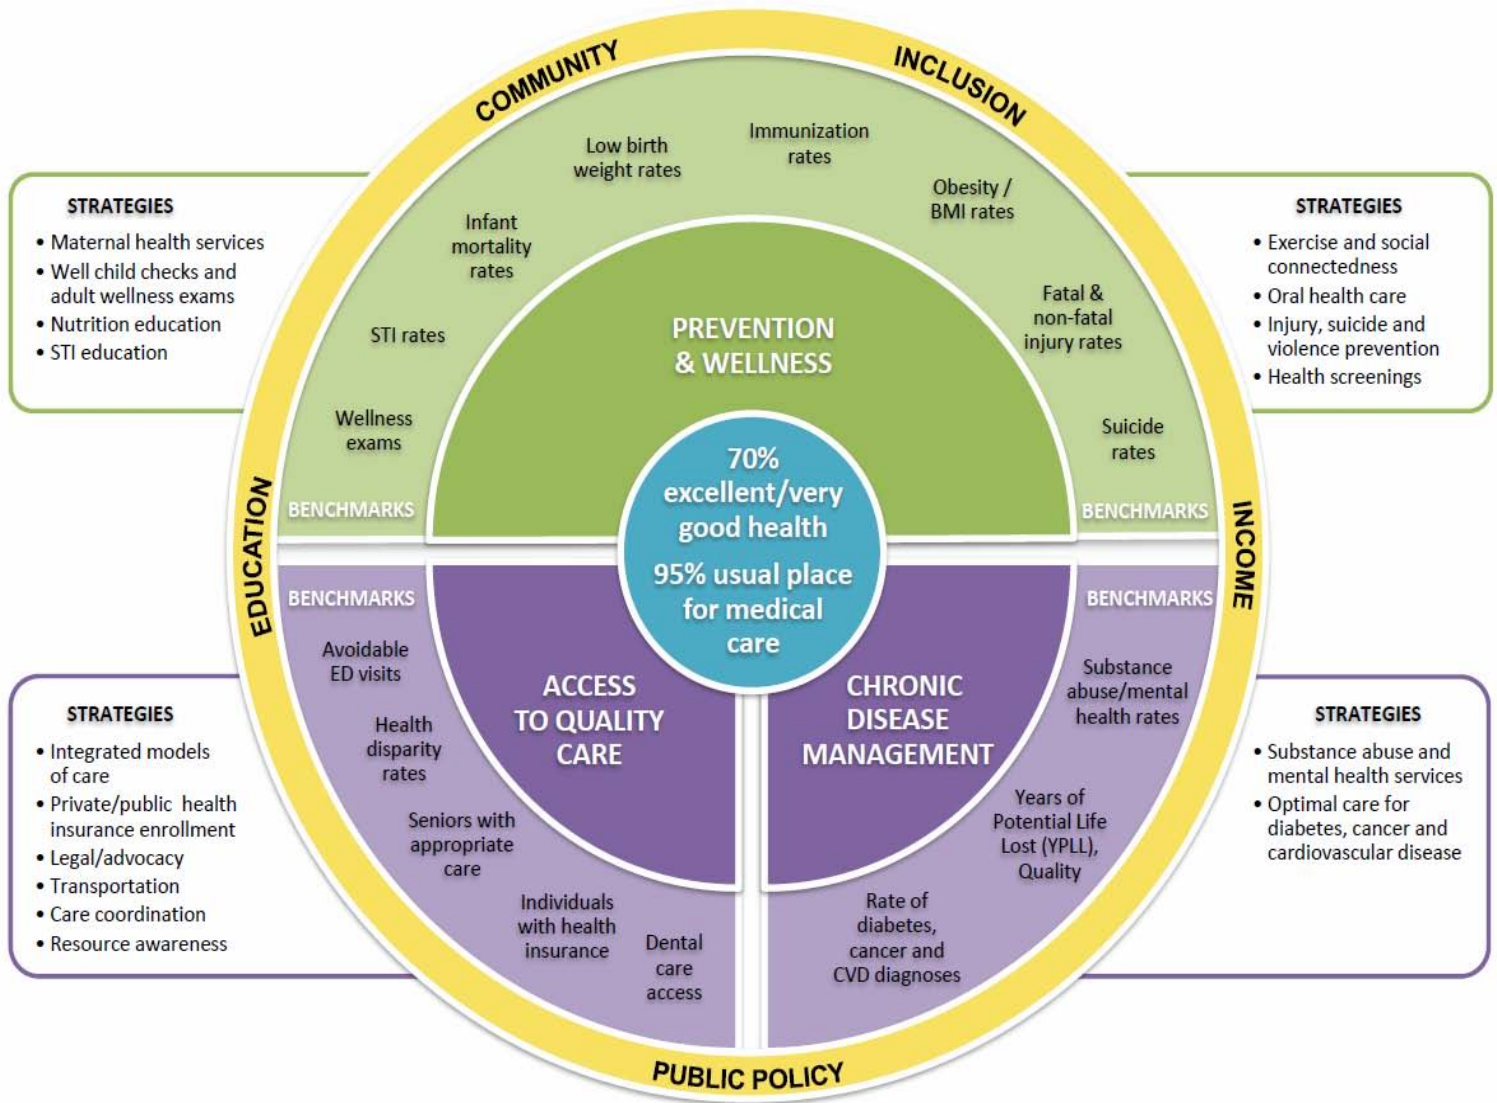 COMMUNITY
INCLUSION
EDUCATION
INCOME
PUBLIC POLICY
STRATEGIES
• Maternal health services
• Well child checks and
adult wellness exams
• Nutrition education
• STI education
STRATEGIES
• Exercise and social
connectedness
• Oral health care
• Injury, suicide and
violence prevention
• Health screenings
Low birth
weight rates
Immunization
rates
Obesity /
BMI rates
Infant
mortality
rates
Fatal &
non-fatal
injury rates
STI rates
Wellness
exams
Suicide
rates
BENCHMARKS
BENCHMARKS
PREVENTION
& WELLNESS
70%
excellent/very
good health
95% usual place
for medical
care
BENCHMARKS
BENCHMARKS
Avoidable
ED visits
Health
disparity
rates
Seniors with
appropriate
care
Individuals
with health
insurance
Dental
care
access
ACCESS
TO QUALITY
CARE
CHRONIC
DISEASE
MANAGEMENT
Substance
abuse/mental
health rates
Years of
Potential Life
Lost (YPLL),
Quality
Rate of
diabetes,
cancer and
CVD diagnoses
STRATEGIES
• Integrated models
of care
• Private/public health
insurance enrollment
• Legal/advocacy
• Transportation
• Care coordination
• Resource awareness
STRATEGIES
• Substance abuse and
mental health services
• Optimal care for
diabetes, cancer and
cardiovascular disease